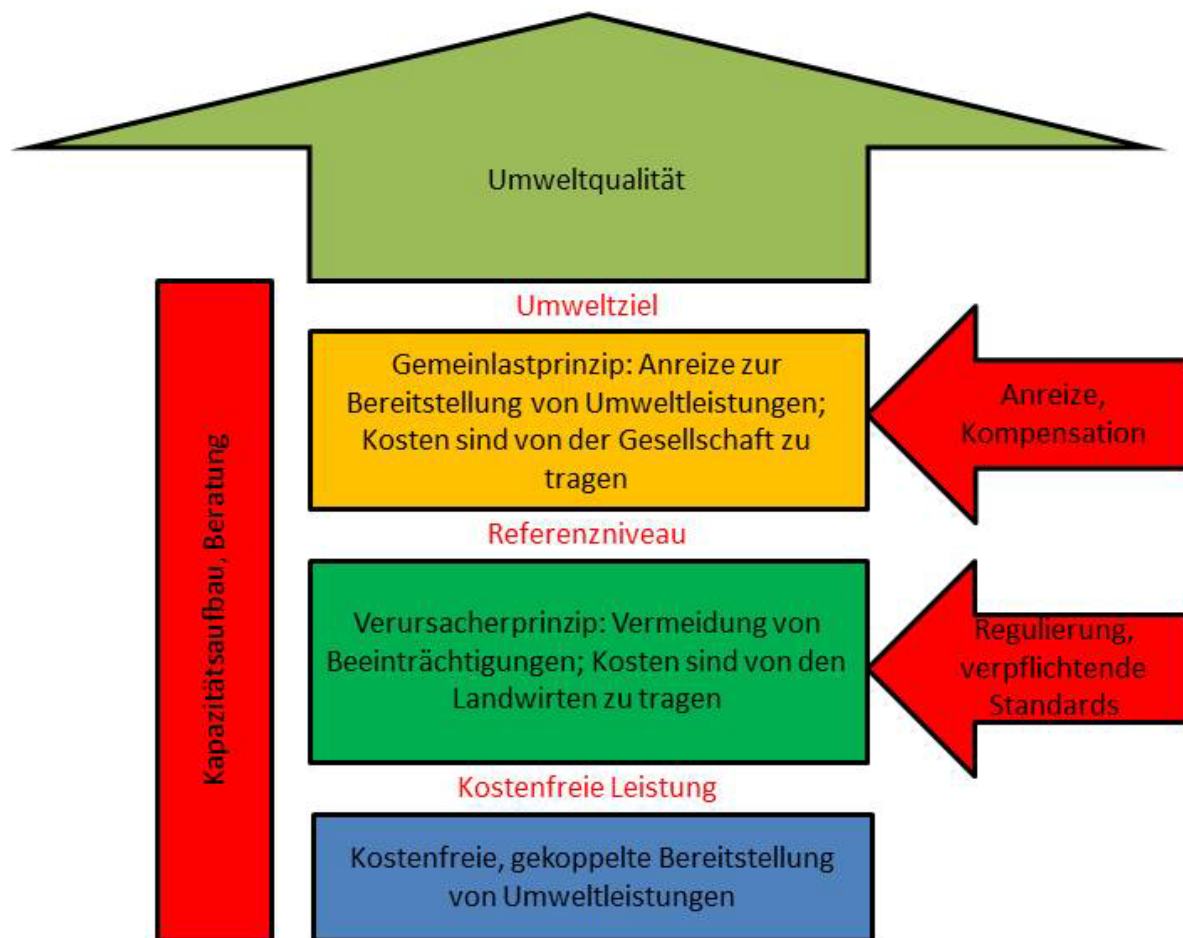 Umweltqualität
Umweltziel
Gemeinlastprinzip: Anreize zur
Bereitstellung von Umweltleistungen;
Kosten sind von der Gesellschaft zu
tragen
Anreize,
Kompensation
Referenzniveau
Verursacherprinzip: Vermeidung von
Beeinträchtigungen; Kosten sind von den
Landwirten zu tragen
Regulierung,
verpflichtende
Standards
Kapazitätsaufbau, Beratung
Kostenfreie Leistung
Kostenfreie, gekoppelte Bereitstellung
von Umweltleistungen